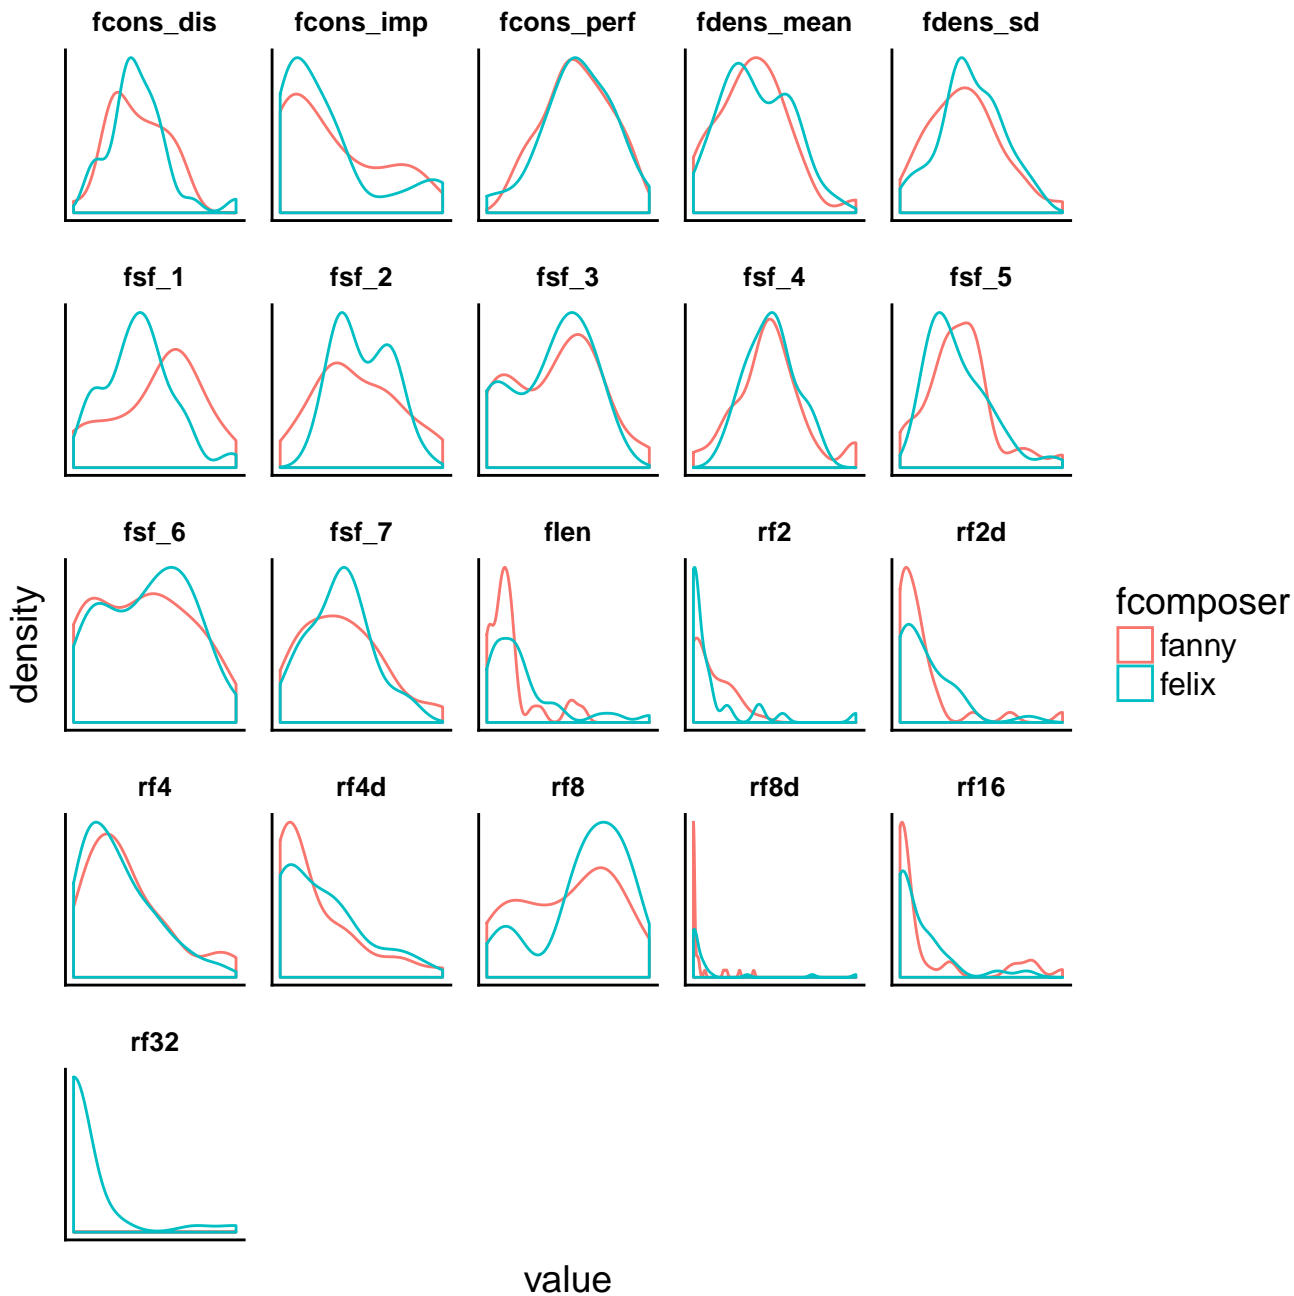 fcons_dis fcons_imp fcons_perf fdens_mean fdens_sd
fsf_1 fsf_2 fsf_3 fsf_4 fsf_5
fsf_6 fsf_7 flen rf2 rf2d
rf4 rf4d rf8 rf8d rf16
rf32
density
value
fcomposer
fanny
felix